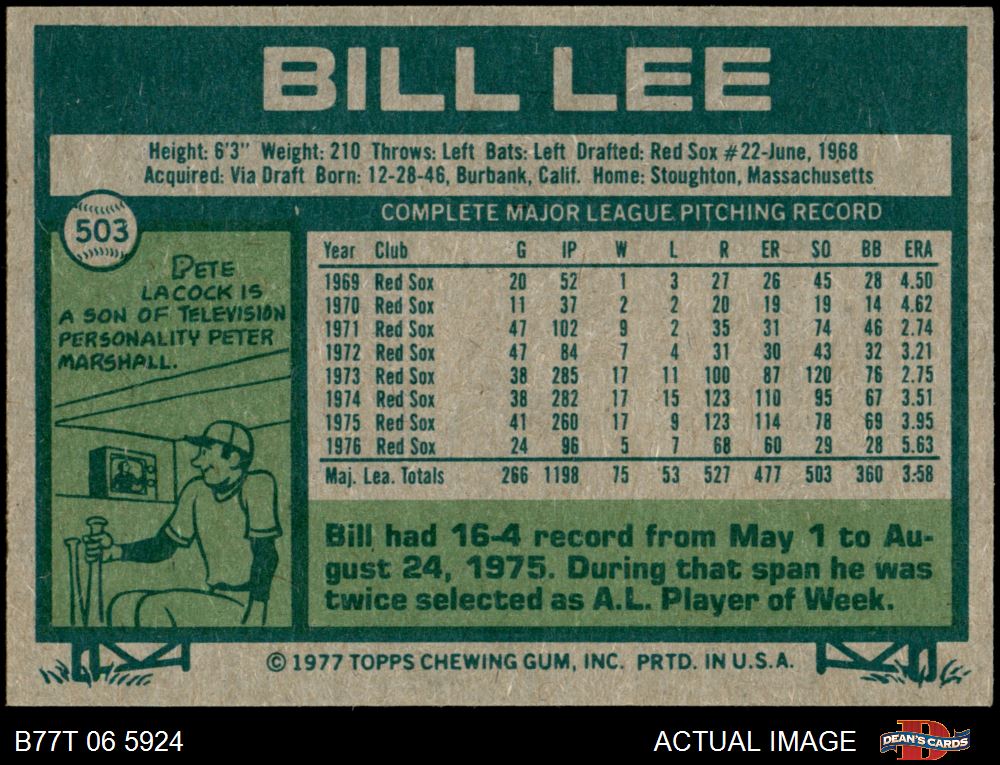 BILL LEE
Height: 6'3" Weight: 210 Throws: Left Bats: Left Drafted: Red Sox #22-June, 1968
Acquired: Via Draft Born: 12-28-46, Burbank, Calif. Home: Stoughton, Massachusetts
503
COMPLETE MAJOR LEAGUE PITCHING RECORD
PETE
LACOCK IS
A SON OF TELEVISION
PERSONALITY PETER
MARSHALL.
Year Club G IP W L R ER SO BB ERA
1969 Red Sox 20 52 1 3 27 26 45 28 4.50
1970 Red Sox 11 37 2 2 20 19 19 14 4.62
1971 Red Sox 47 102 9 2 35 31 74 46 2.74
1972 Red Sox 47 84 7 4 31 30 43 32 3.21
1973 Red Sox 38 285 17 11 100 87 120 76 2.75
1974 Red Sox 38 282 17 15 123 110 95 67 3.51
1975 Red Sox 41 260 17 9 123 114 78 69 3.95
1976 Red Sox 24 96 5 7 68 60 29 28 5.63
Maj. Lea. Totals 266 1198 75 53 527 477 503 360 3.58
Bill had 16-4 record from May 1 to Au-
gust 24, 1975. During that span he was
twice selected as A.L. Player of Week.
© 1977 TOPPS CHEWING GUM, INC. PRTD. IN U.S.A.
B77T 06 5924
ACTUAL IMAGE
D
DEAN'S CARDS